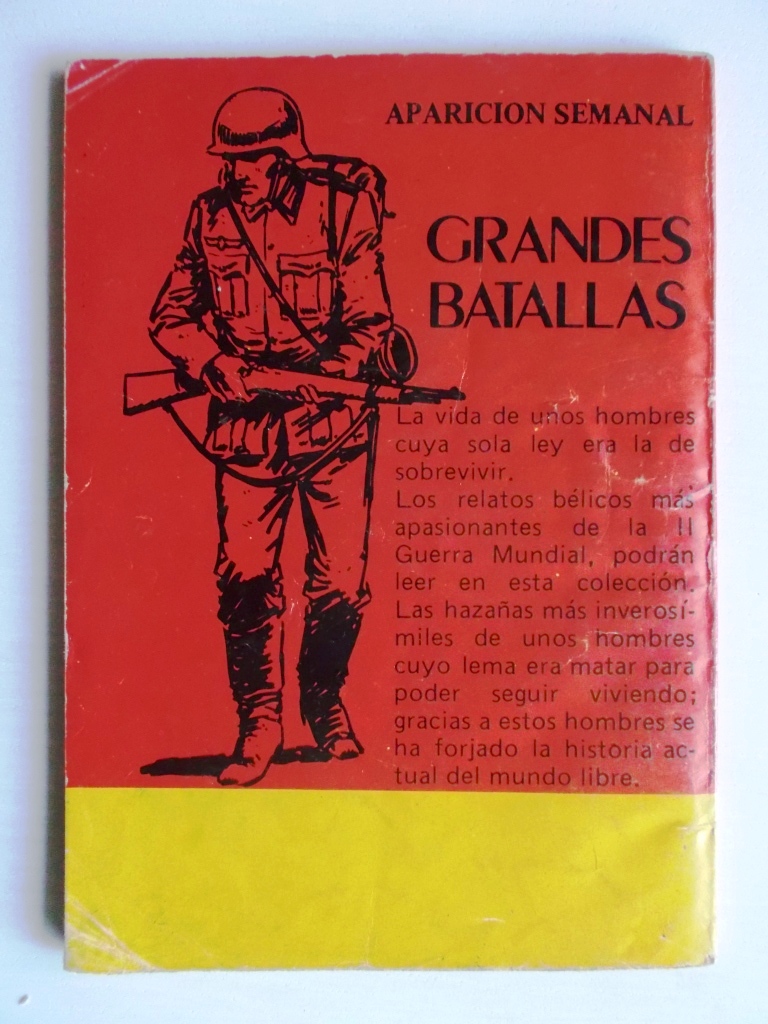 APARICION SEMANAL
GRANDES
BATALLAS
La vida de unos hombres
cuya sola ley era la de
sobrevivir.
Los relatos bélicos más
apasionantes de la II
Guerra Mundial, podrán
leer en esta colección.
Las hazañas más inverosí-
miles de unos hombres
cuyo lema era matar para
poder seguir viviendo;
gracias a estos hombres se
ha forjado la historia ac-
tual del mundo libre.